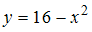 y = 16 − x²